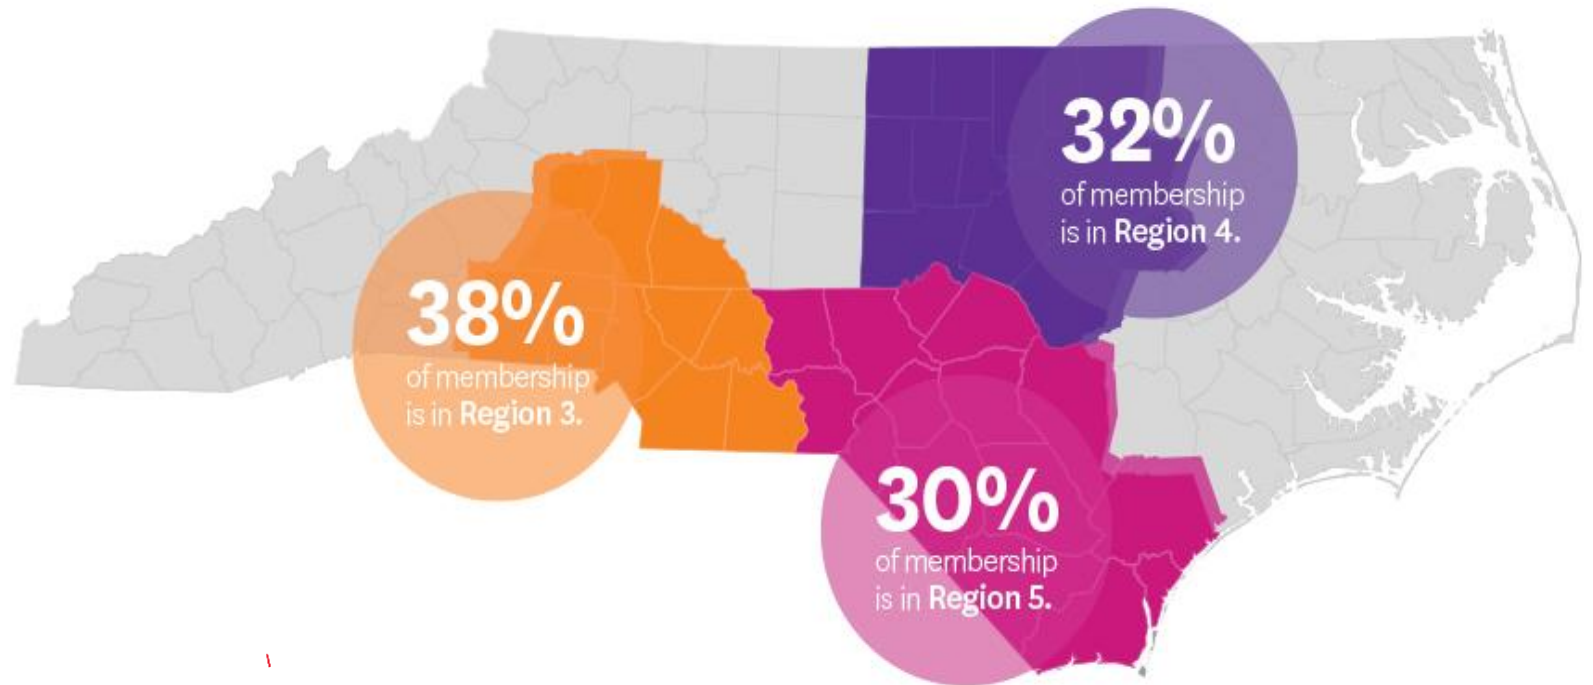 32%
of membership
is in Region 4.
38%
of membership
is in Region 3.
30%
of membership
is in Region 5.
\